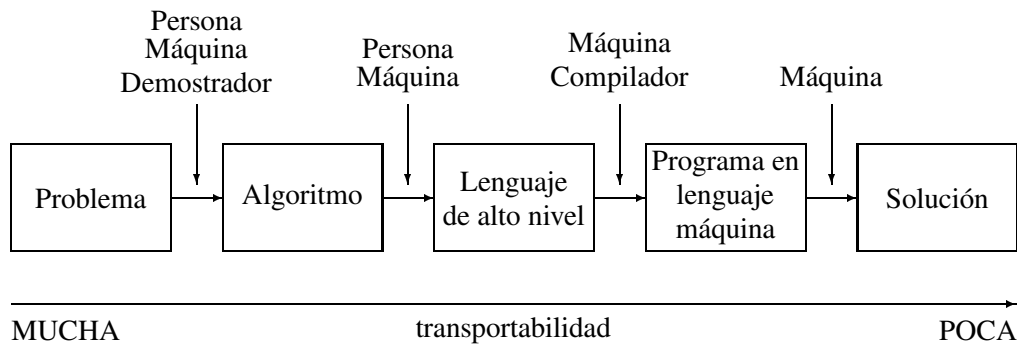 Persona
Máquina
Demostrador
Persona
Máquina
Máquina
Compilador
Máquina
Problema
Algoritmo
Lenguaje
de alto nivel
Programa en
lenguaje
máquina
Solución
MUCHA
transportabilidad
POCA